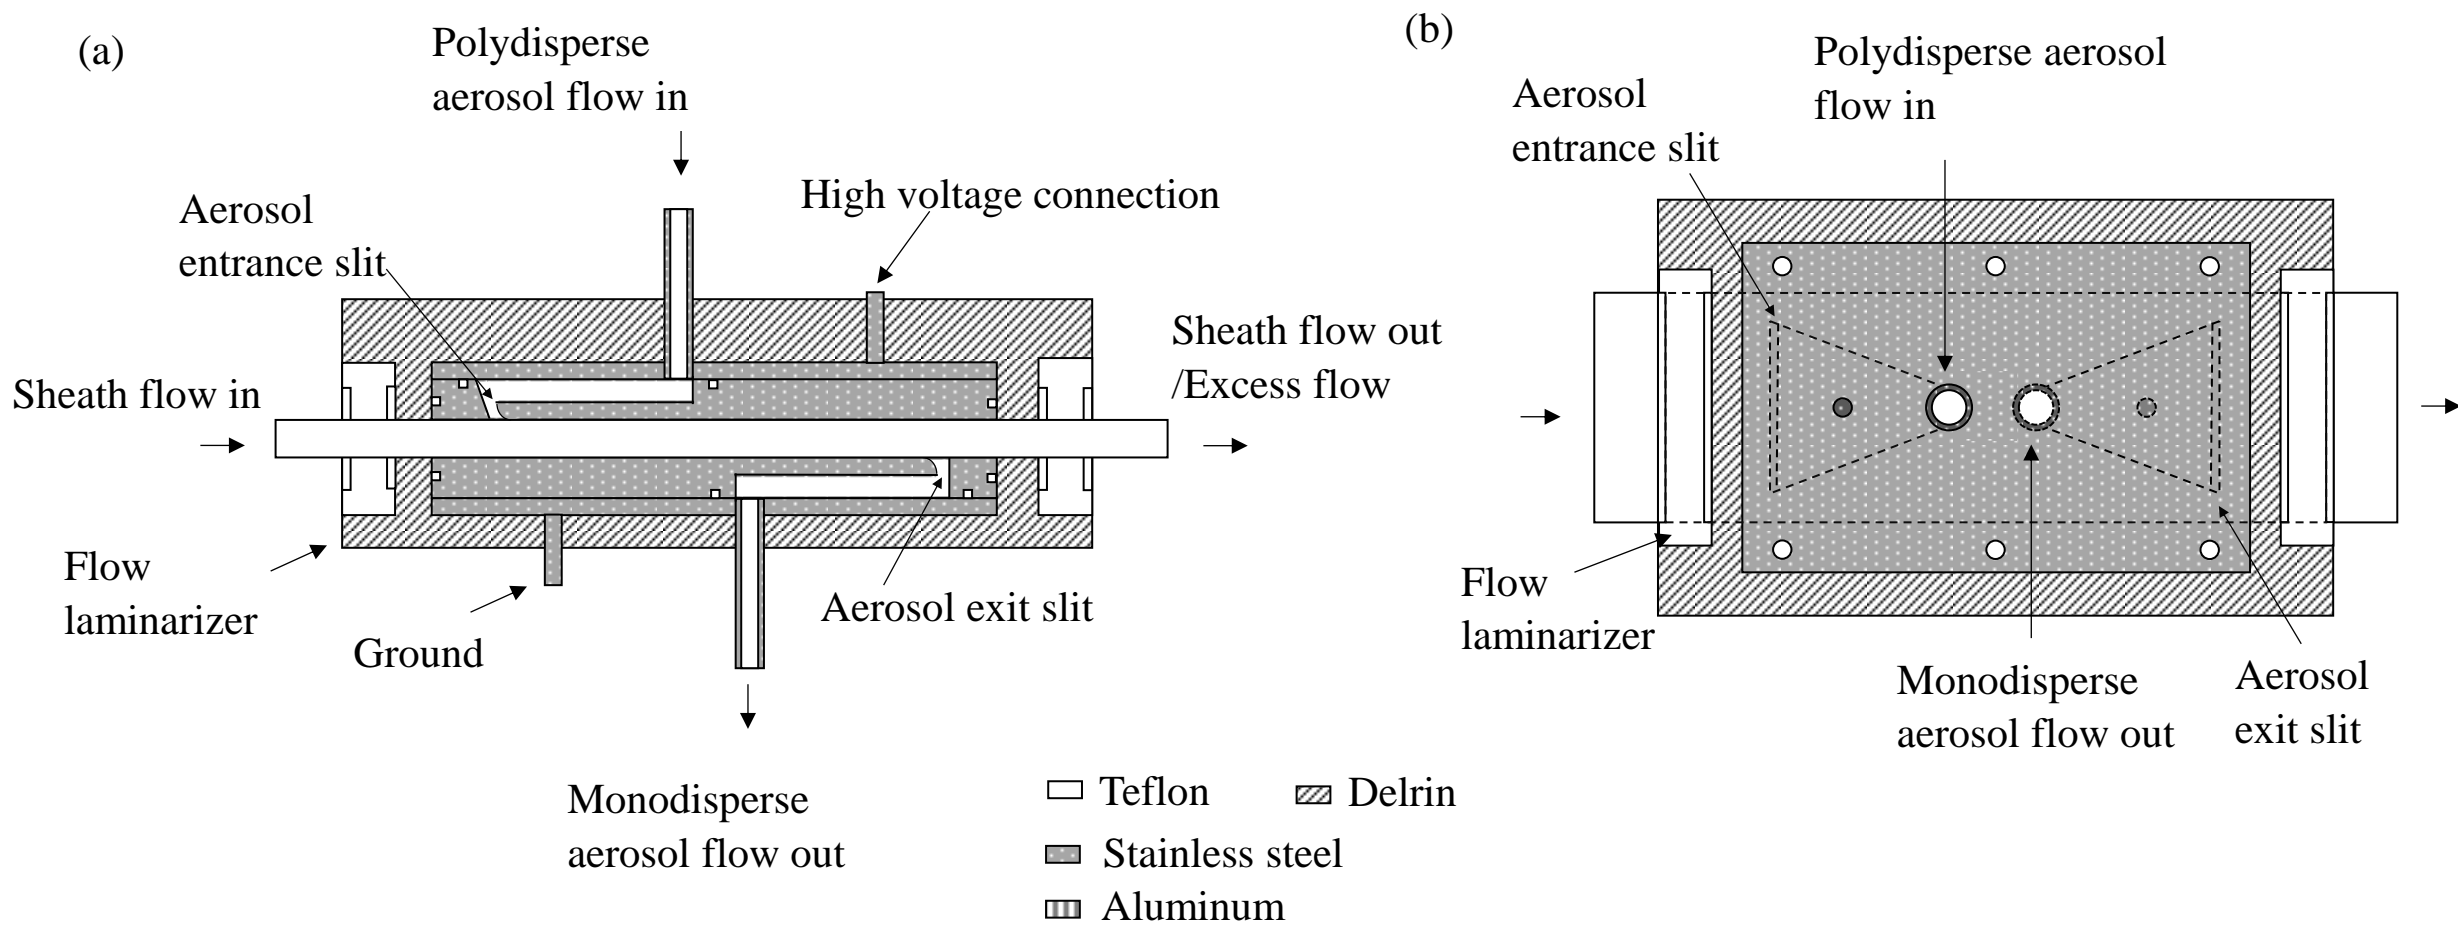 (a)
Polydisperse
aerosol flow in
High voltage connection
Aerosol
entrance slit
Sheath flow in
Sheath flow out
/Excess flow
Flow
laminarizer
Ground
Aerosol exit slit
Monodisperse
aerosol flow out
(b)
Polydisperse aerosol
flow in
Aerosol
entrance slit
Flow
laminarizer
Monodisperse
aerosol flow out
Aerosol
exit slit
Teflon
Delrin
Stainless steel
Aluminum